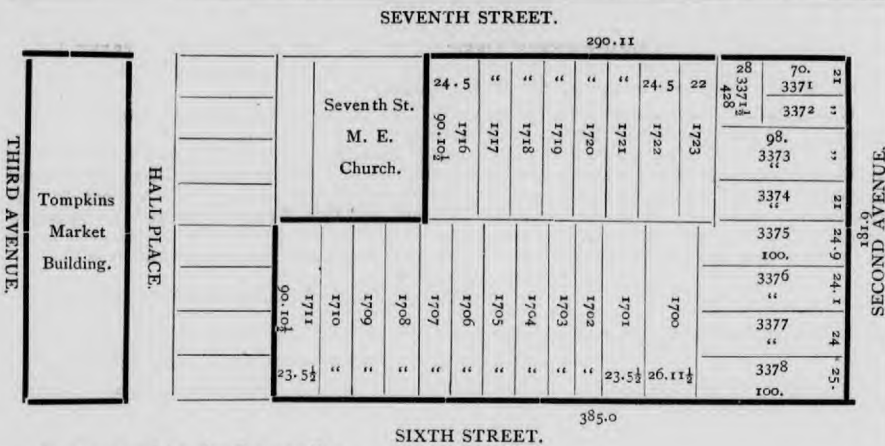 SEVENTH STREET.
290.11
THIRD AVENUE.
Tompkins
Market
Building.
HALL PLACE.
Seventh St.
M. E.
Church.
24.5 “ “ “ “ “ 24.5 22
90.10½ 1716 1717 1718 1719 1720 1721 1722 1723
28 70. 21
3371½ 3371
428 3372 “
98.
3373 “
“
3374 21
“
3375 24.9
100.
3376 24.1
“
3377 24
“
3378 25.
100.
SECOND AVENUE.
181.9
90.10½ 1711 1710 1709 1708 1707 1706 1705 1704 1703 1702 1701 1700
23.5½ “ “ “ “ “ “ “ “ “ 23.5½ 26.11½
385.0
SIXTH STREET.